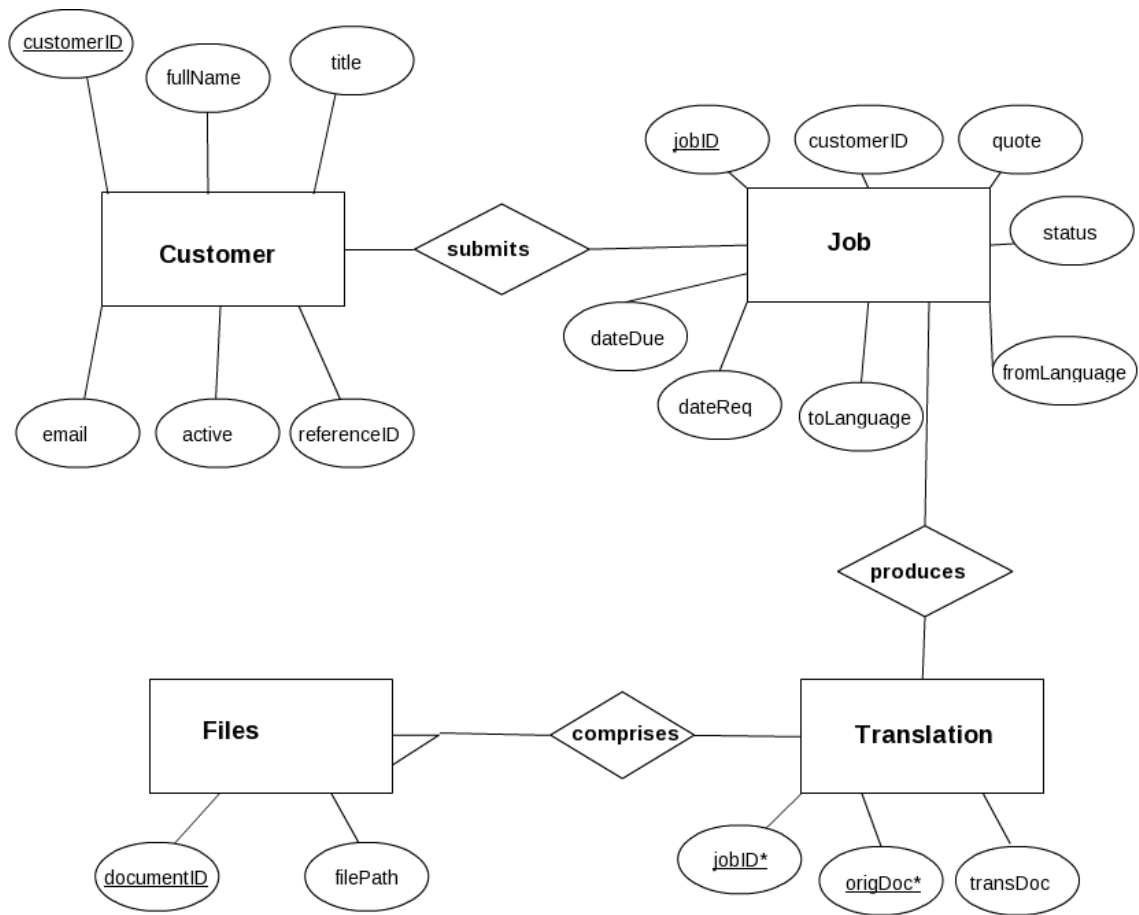 customerID
fullName
title
jobID
customerID
quote
Customer
submits
Job
status
dateDue
fromLanguage
dateReq
toLanguage
email
active
referenceID
produces
Files
comprises
Translation
documentID
filePath
jobID*
origDoc*
transDoc